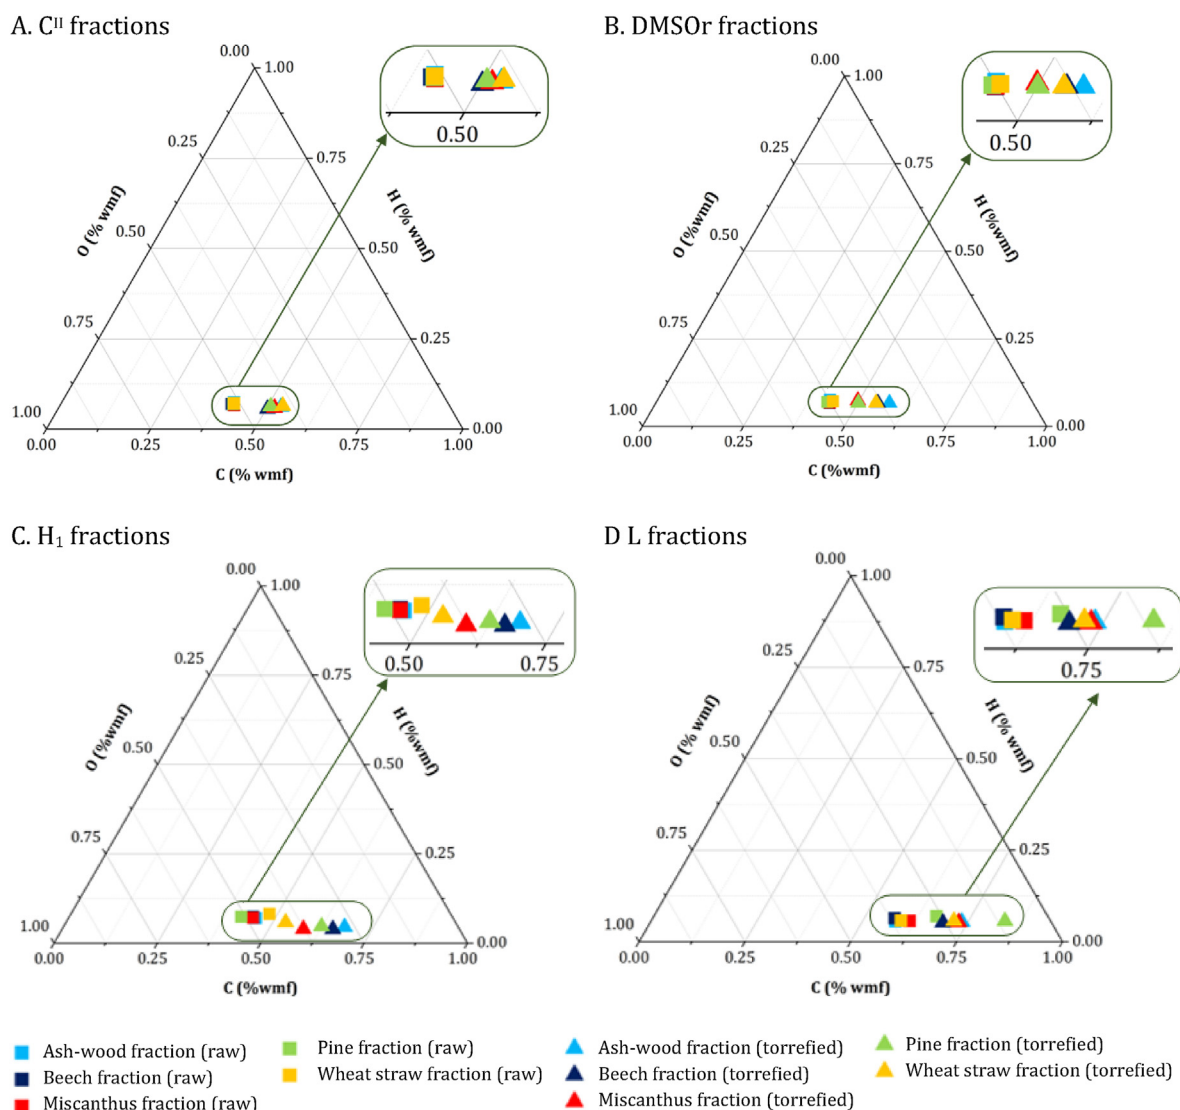 A. Cᴵᴵ fractions
0.00
1.00
0.50
0.25
0.75
O (% wmf)
H (% wmf)
0.50
0.50
0.75
0.25
1.00
0.00
0.00
0.25
0.50
0.75
1.00
C (% wmf)
B. DMSOr fractions
0.00
1.00
0.50
0.25
0.75
O (%wmf)
H (%wmf)
0.50
0.50
0.75
0.25
1.00
0.00
0.00
0.25
0.50
0.75
1.00
C (%wmf)
C. H₁ fractions
0.00
1.00
0.50
0.75
0.25
0.75
O (%wmf)
H (%wmf)
0.50
0.50
0.75
0.25
1.00
0.00
0.00
0.25
0.50
0.75
1.00
C (%wmf)
D L fractions
0.00
1.00
0.75
0.25
0.75
O (% wmf)
H (% wmf)
0.50
0.50
0.75
0.25
1.00
0.00
0.00
0.25
0.50
0.75
1.00
C (% wmf)
Ash-wood fraction (raw)
Beech fraction (raw)
Miscanthus fraction (raw)
Pine fraction (raw)
Wheat straw fraction (raw)
Ash-wood fraction (torrefied)
Beech fraction (torrefied)
Miscanthus fraction (torrefied)
Pine fraction (torrefied)
Wheat straw fraction (torrefied)